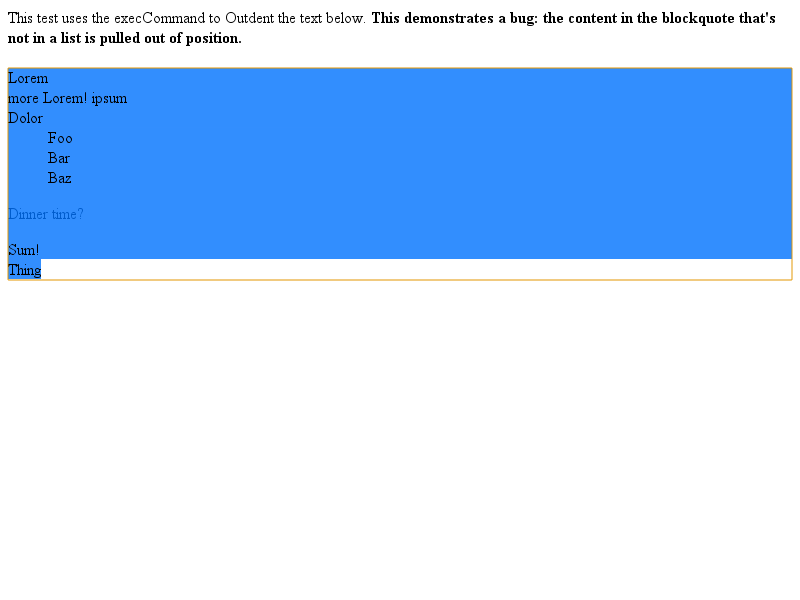 This test uses the execCommand to Outdent the text below. This demonstrates a bug: the content in the blockquote that's
not in a list is pulled out of position.
Lorem
more Lorem! ipsum
Dolor
Foo
Bar
Baz
Dinner time?
Sum!
Thing